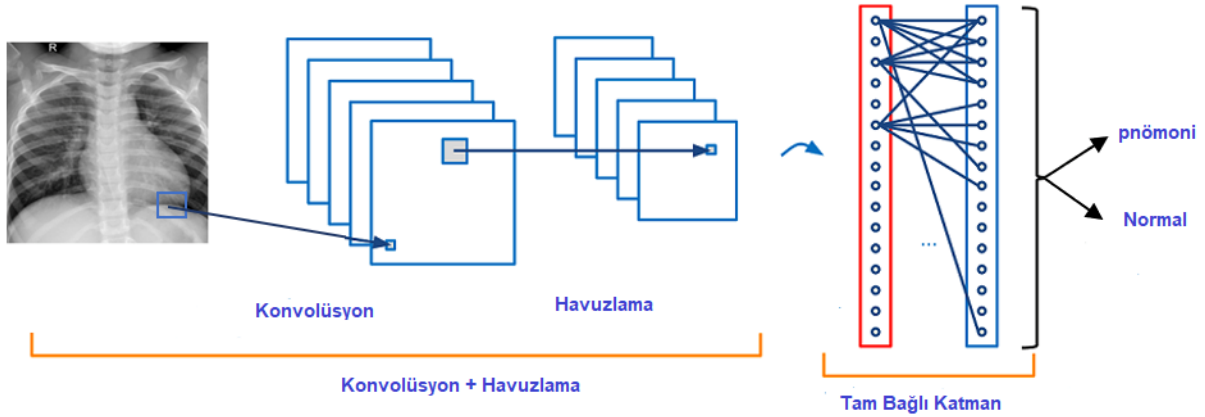 R
pnömoni
Normal
...
Konvolüsyon
Havuzlama
Konvolüsyon + Havuzlama
Tam Bağlı Katman